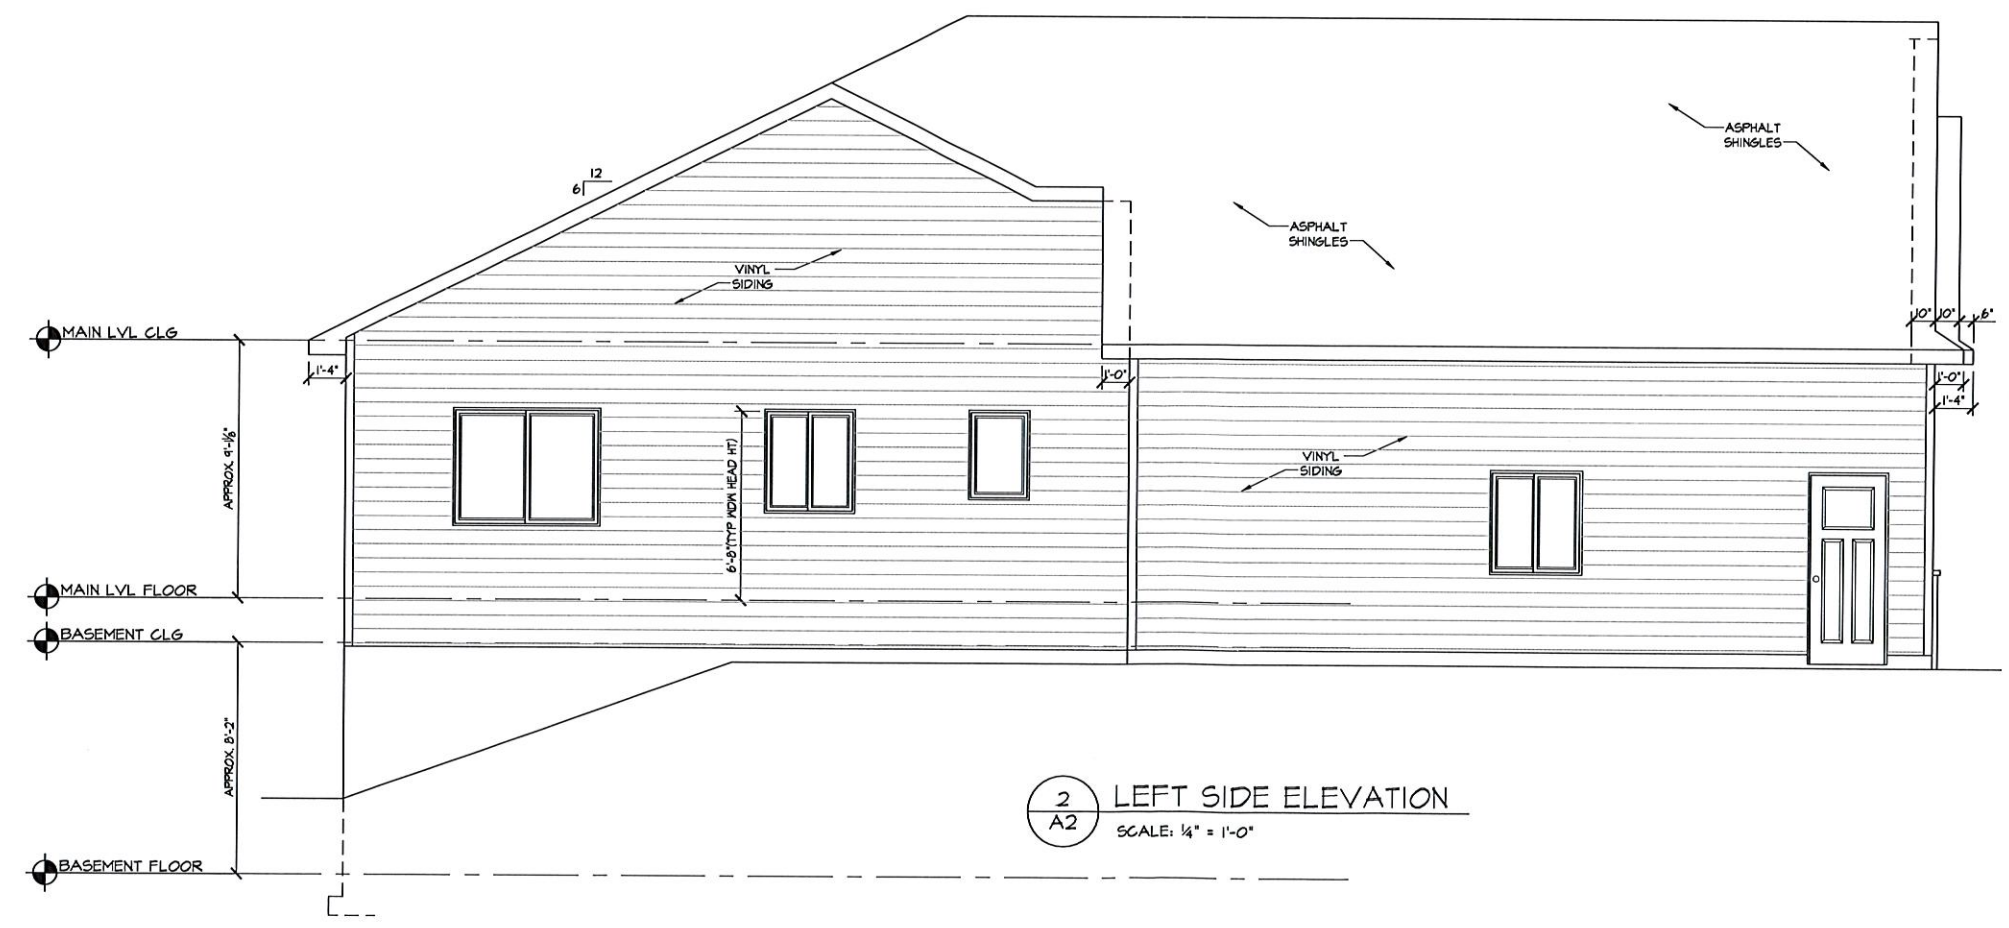 12
6
ASPHALT
SHINGLES
ASPHALT
SHINGLES
VINYL
SIDING
MAIN LVL CLG
10" 10" 6"
1'-4"
1'-0"
1'-0"
1'-4"
APPROX. 9'-1⅛"
6'-8"(TYP WDW HEAD HT)
VINYL
SIDING
MAIN LVL FLOOR
BASEMENT CLG
APPROX. 8'-2"
2
A2
LEFT SIDE ELEVATION
SCALE: ¼" = 1'-0"
BASEMENT FLOOR